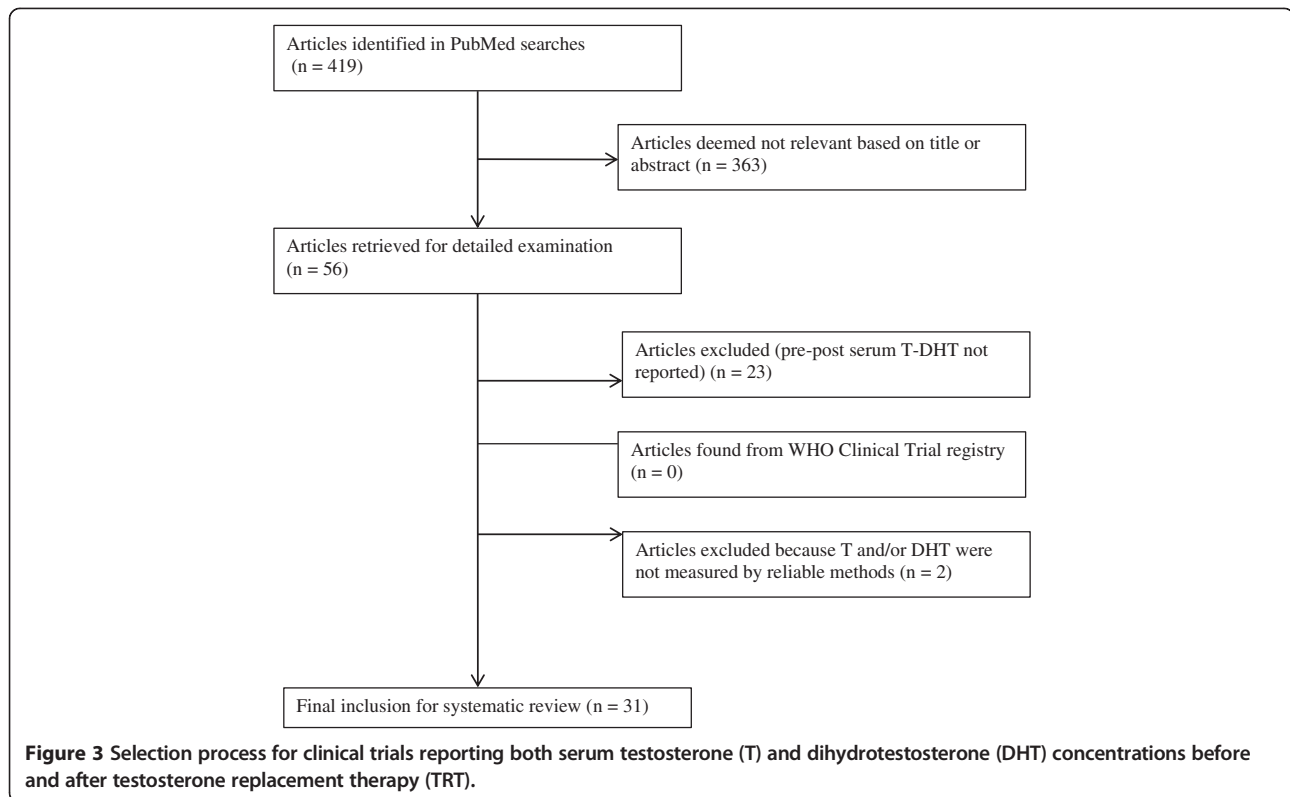 Articles identified in PubMed searches
(n = 419)
Articles deemed not relevant based on title or
abstract (n = 363)
Articles retrieved for detailed examination
(n = 56)
Articles excluded (pre-post serum T-DHT not
reported) (n = 23)
Articles found from WHO Clinical Trial registry
(n = 0)
Articles excluded because T and/or DHT were
not measured by reliable methods (n = 2)
Final inclusion for systematic review (n = 31)
Figure 3 Selection process for clinical trials reporting both serum testosterone (T) and dihydrotestosterone (DHT) concentrations before
and after testosterone replacement therapy (TRT).